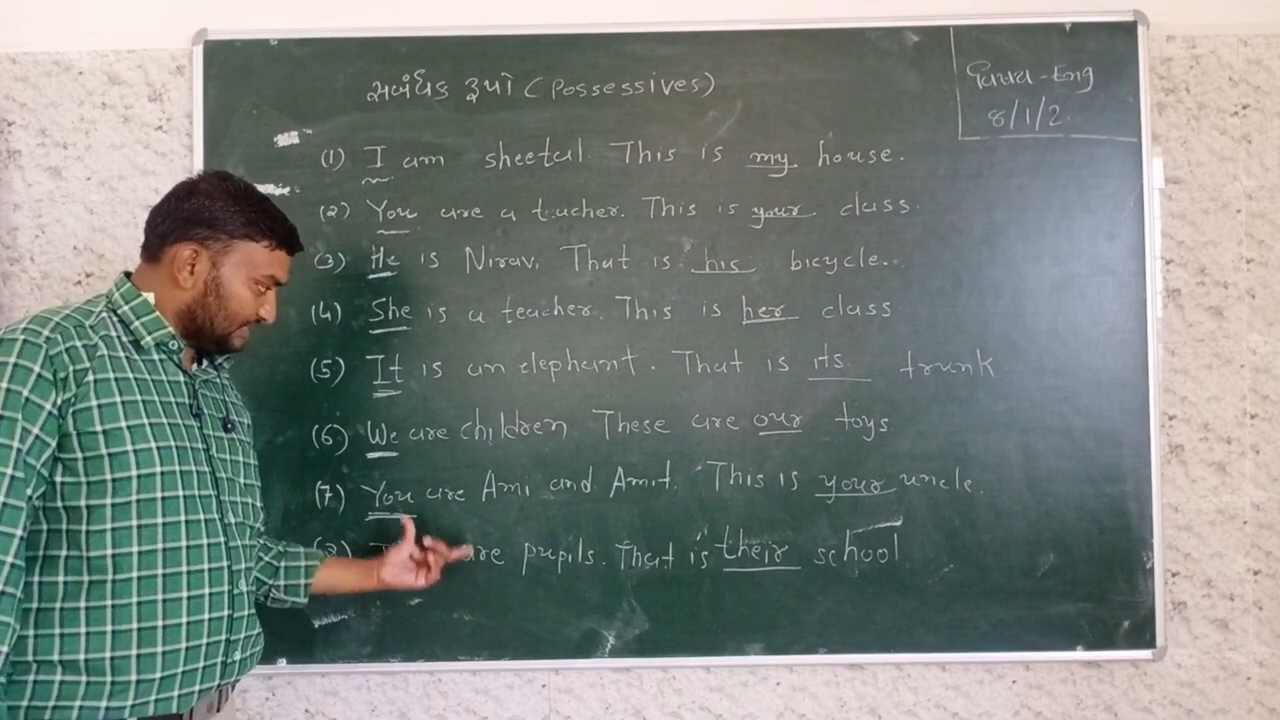 સબંધક રૂપો (Possessives)
વિષય - Eng
8/1/2.
(1) I am sheetal. This is my house.
(2) You are a teacher. This is your class.
(3) He is Nirav, That is his bicycle.
(4) She is a teacher. This is her class
(5) It is an elephant. That is its trunk
(6) We are children. These are our toys
(7) You are Ami and Amit. This is your uncle.
are pupils. That is their school